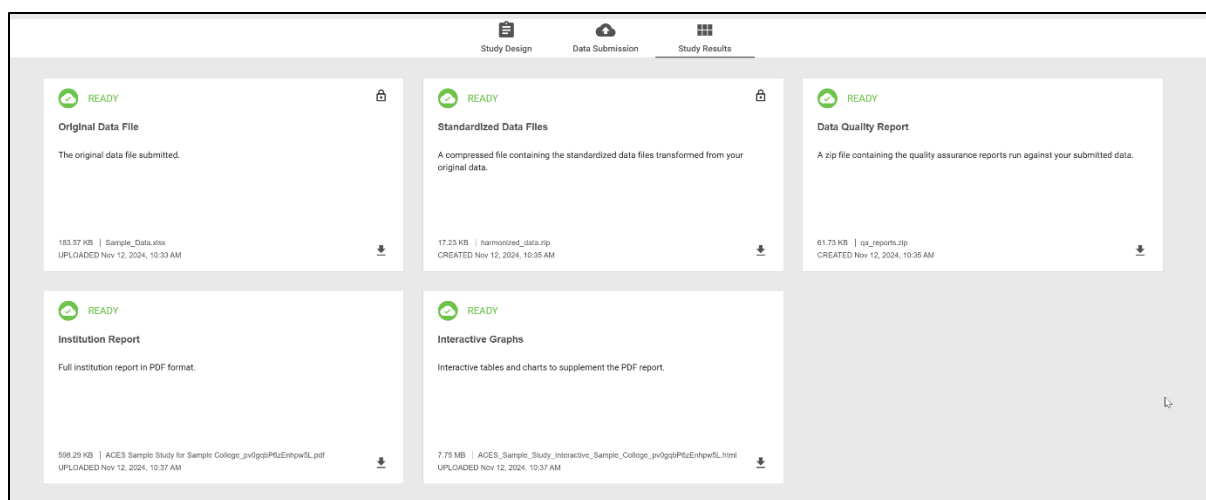 Study Design
Data Submission
Study Results
READY
Original Data File
The original data file submitted.
183.57 KB | Sample_Data.xlsx
UPLOADED Nov 12, 2024, 10:33 AM
READY
Standardized Data Files
A compressed file containing the standardized data files transformed from your
original data.
17.23 KB | harmonized_data.zip
CREATED Nov 12, 2024, 10:35 AM
READY
Data Quality Report
A zip file containing the quality assurance reports run against your submitted data.
61.73 KB | qa_reports.zip
CREATED Nov 12, 2024, 10:35 AM
READY
Institution Report
Full institution report in PDF format.
598.29 KB | ACES Sample Study for Sample College_pv0gqbP6zEnhpw5L.pdf
UPLOADED Nov 12, 2024, 10:37 AM
READY
Interactive Graphs
Interactive tables and charts to supplement the PDF report.
7.75 MB | ACES_Sample_Study_Interactive_Sample_College_pv0gqbP6zEnhpw5L.html
UPLOADED Nov 12, 2024, 10:37 AM